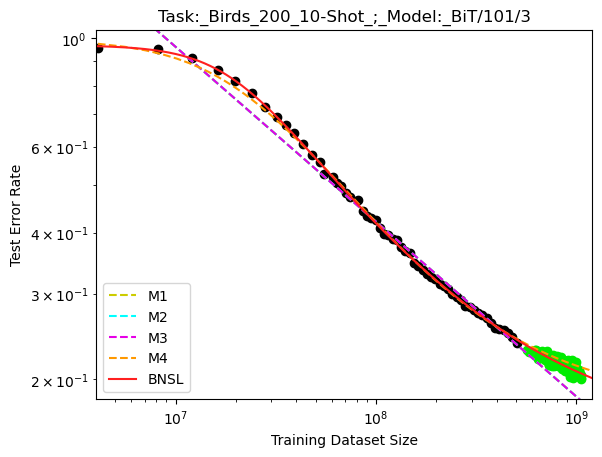 Task:_Birds_200_10-Shot_;_Model:_BiT/101/3
Test Error Rate
10⁰
6 × 10⁻¹
4 × 10⁻¹
3 × 10⁻¹
2 × 10⁻¹
M1
M2
M3
M4
BNSL
10⁷ 10⁸ 10⁹
Training Dataset Size